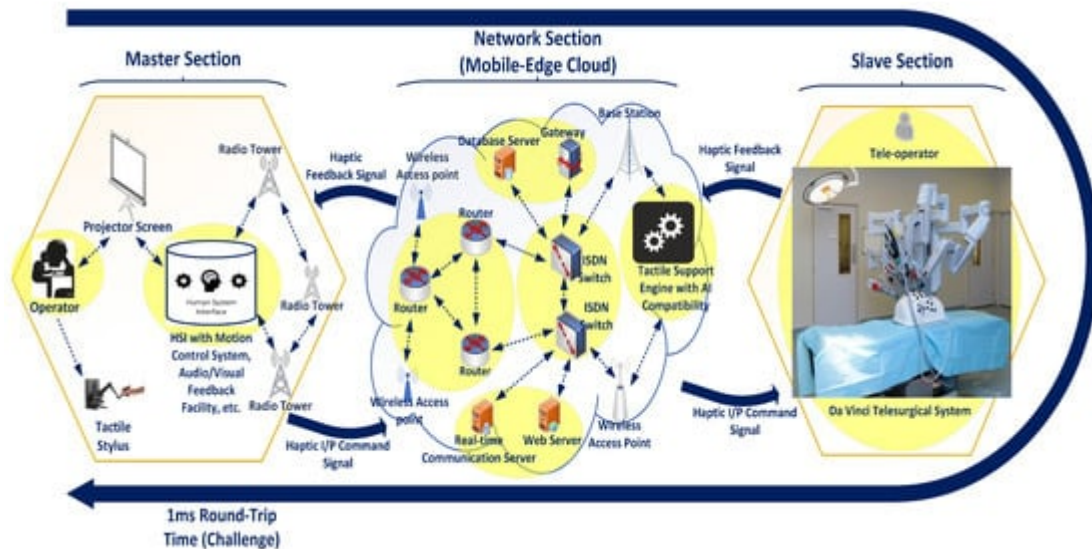 Network Section
(Mobile-Edge Cloud)
Master Section
Slave Section
Radio Tower
Projector Screen
Operator
Human System
Interface
HSI with Motion
Control System,
Audio/Visual
Feedback
Facility, etc.
Radio Tower
Radio Tower
Tactile
Stylus
Haptic
Feedback Signal
Haptic I/P Command
Signal
Wireless
Access point
Database Server
Gateway
Base Station
Router
Router
Router
ISDN
Switch
ISDN
Switch
Tactile Support
Engine with AI
Compatibility
Wireless Access
point
Real-time
Communication Server
Web Server
Wireless
Access Point
Haptic Feedback
Signal
Haptic I/P Command
Signal
Tele-operator
Da Vinci Telesurgical System
1ms Round-Trip
Time (Challenge)